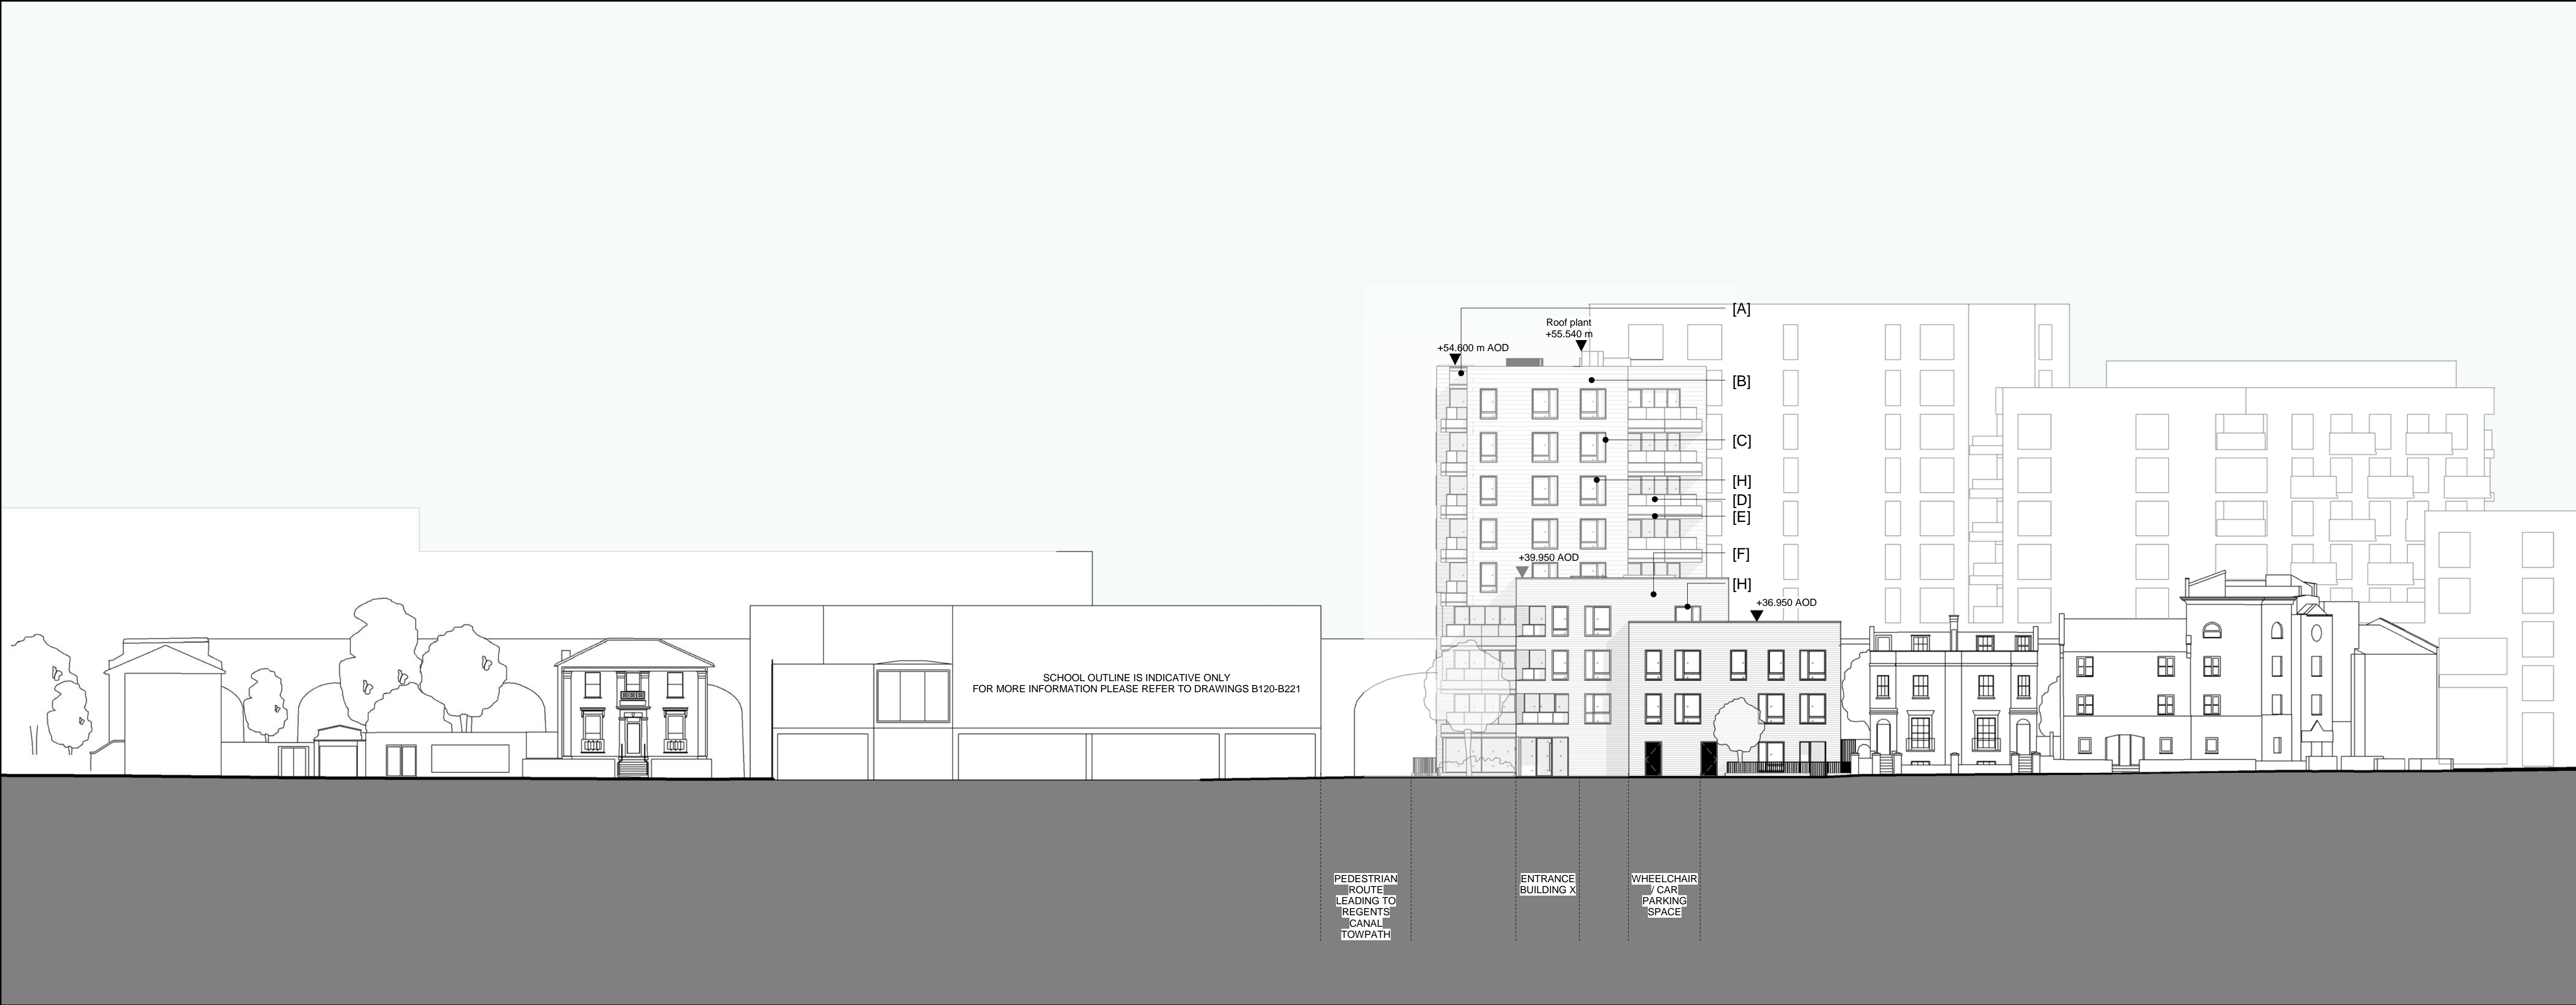 [A]
Roof plant
+55.540 m
+54.600 m AOD
[B]
[C]
[H]
[D]
[E]
[F]
+39.950 AOD
[H]
+36.950 AOD
SCHOOL OUTLINE IS INDICATIVE ONLY
FOR MORE INFORMATION PLEASE REFER TO DRAWINGS B120-B221
PEDESTRIAN
ROUTE
LEADING TO
REGENTS
CANAL
TOWPATH
ENTRANCE
BUILDING X
WHEELCHAIR
/ CAR
PARKING
SPACE